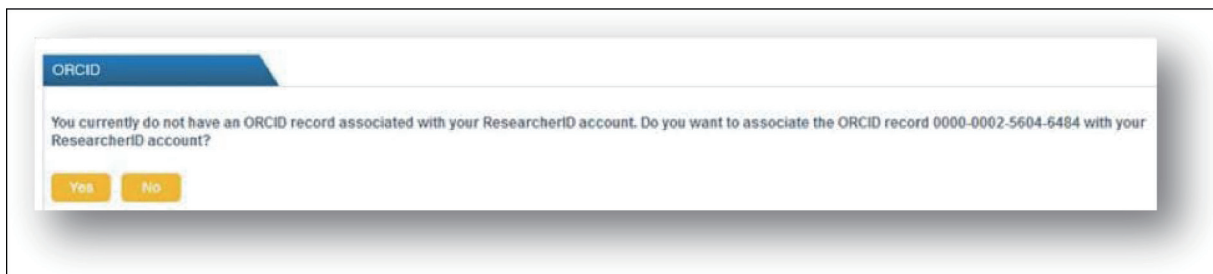 ORCID
You currently do not have an ORCID record associated with your ResearcherID account. Do you want to associate the ORCID record 0000-0002-5604-6484 with your
ResearcherID account?
Yes No